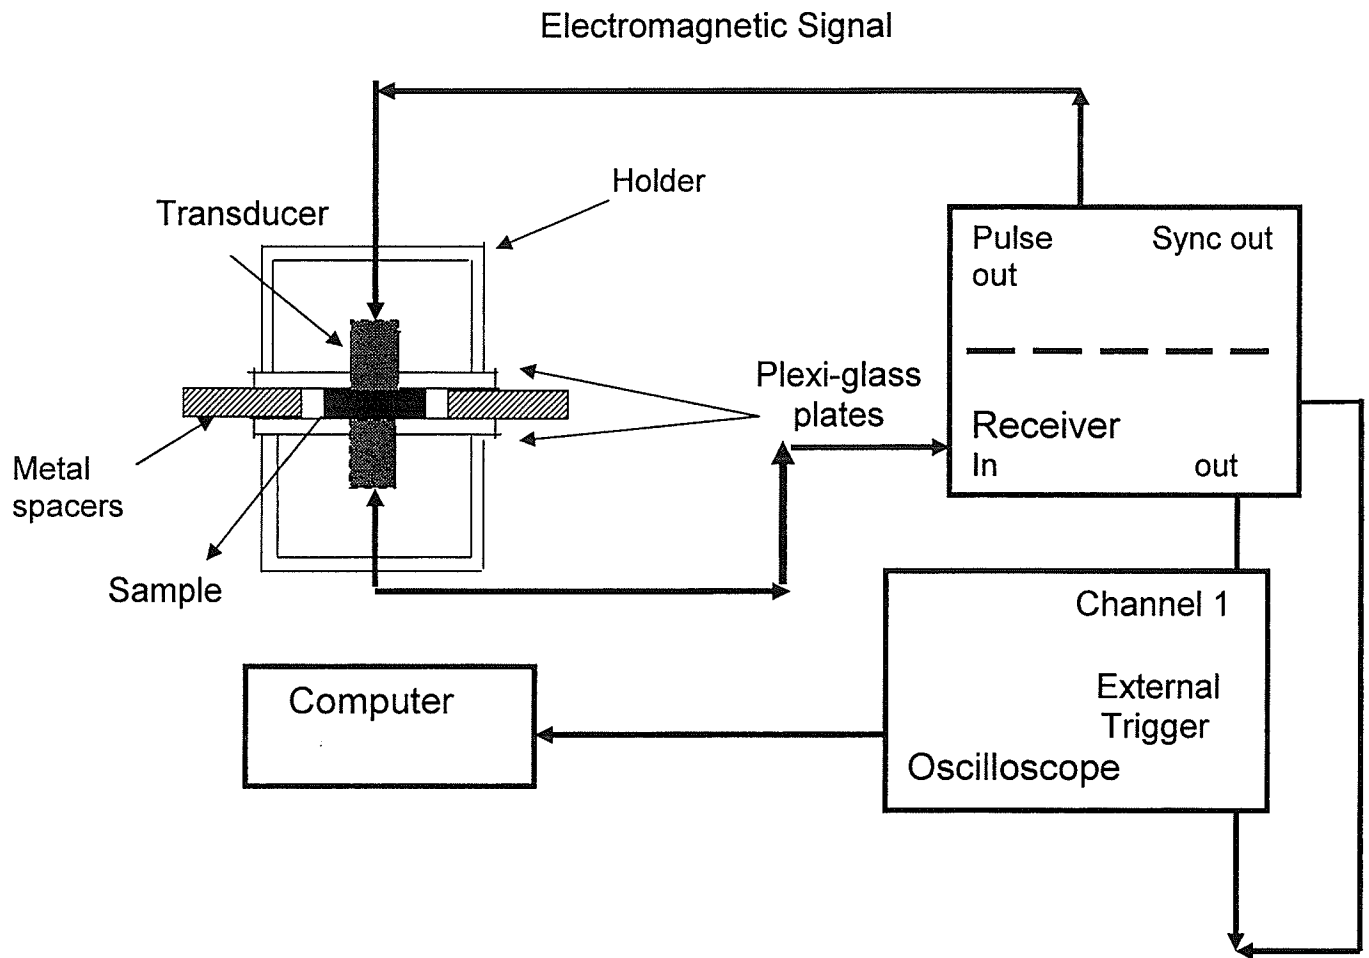 Electromagnetic Signal
Holder
Transducer
Pulse
out
Sync out
Plexi-glass
plates
Receiver
In
out
Metal
spacers
Sample
Channel 1
External
Trigger
Oscilloscope
Computer